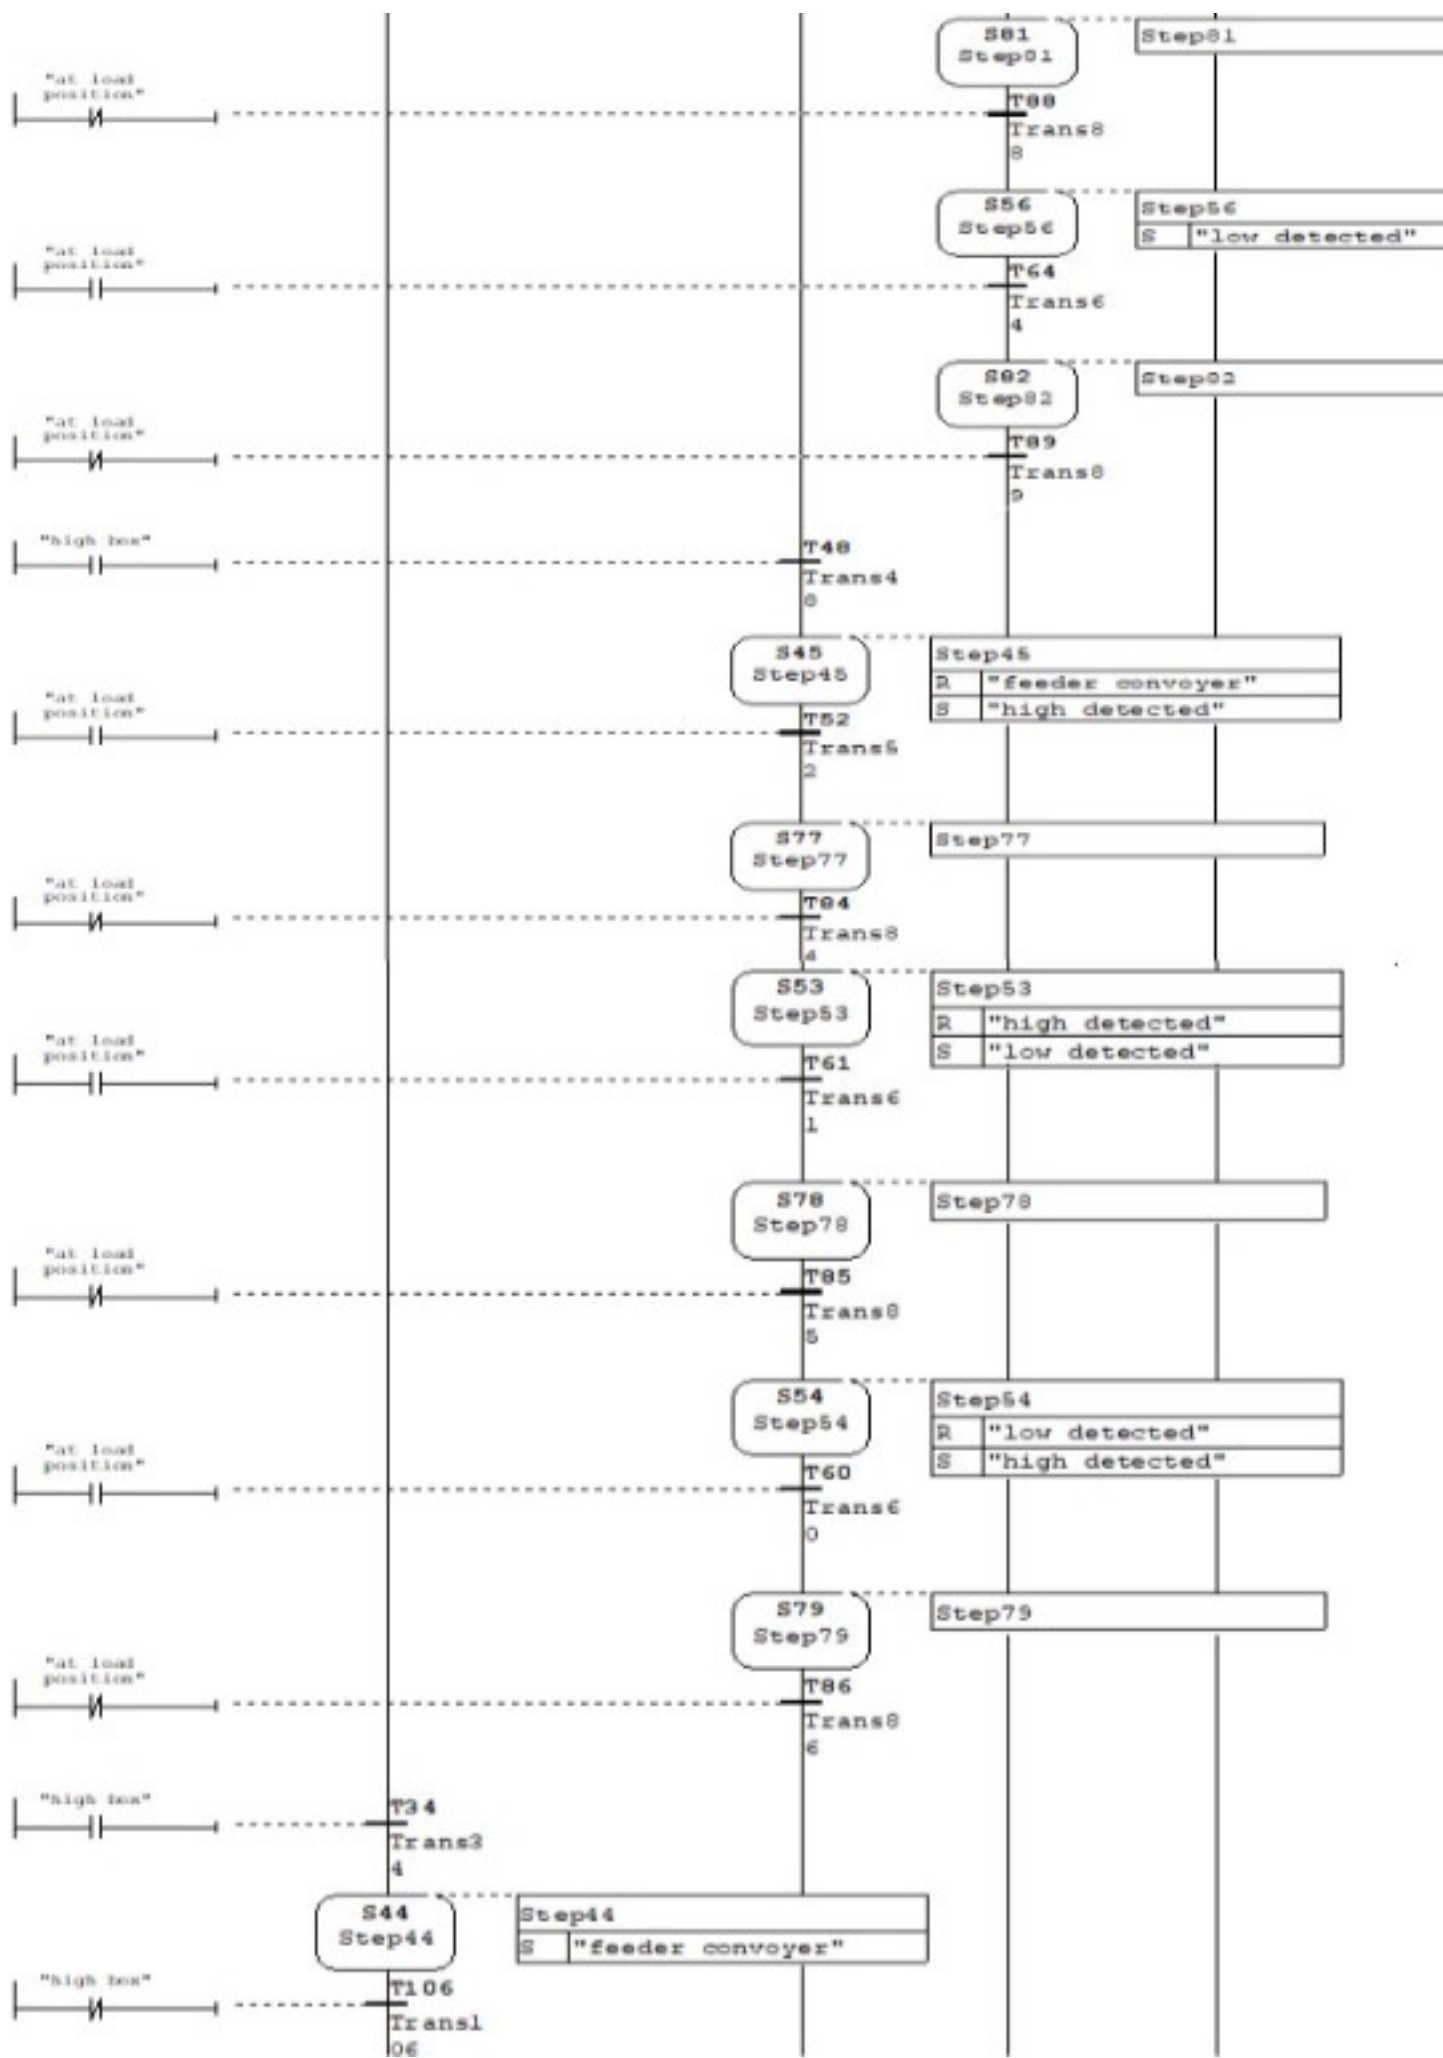 S81
Step81
Step81
"at load
position"
T88
Trans8
8
S56
Step56
Step56
S "low detected"
"at load
position"
T64
Trans6
4
S82
Step82
Step82
"at load
position"
T89
Trans8
9
"high box"
T48
Trans4
8
S45
Step45
Step45
R "feeder convoyer"
S "high detected"
"at load
position"
T52
Trans5
2
S77
Step77
Step77
"at load
position"
T84
Trans8
4
S53
Step53
Step53
R "high detected"
S "low detected"
"at load
position"
T61
Trans6
1
S78
Step78
Step78
"at load
position"
T85
Trans8
5
S54
Step54
Step54
R "low detected"
S "high detected"
"at load
position"
T60
Trans6
0
S79
Step79
Step79
"at load
position"
T86
Trans8
6
"high box"
T34
Trans3
4
S44
Step44
Step44
S "feeder convoyer"
"high box"
T106
Trans1
06